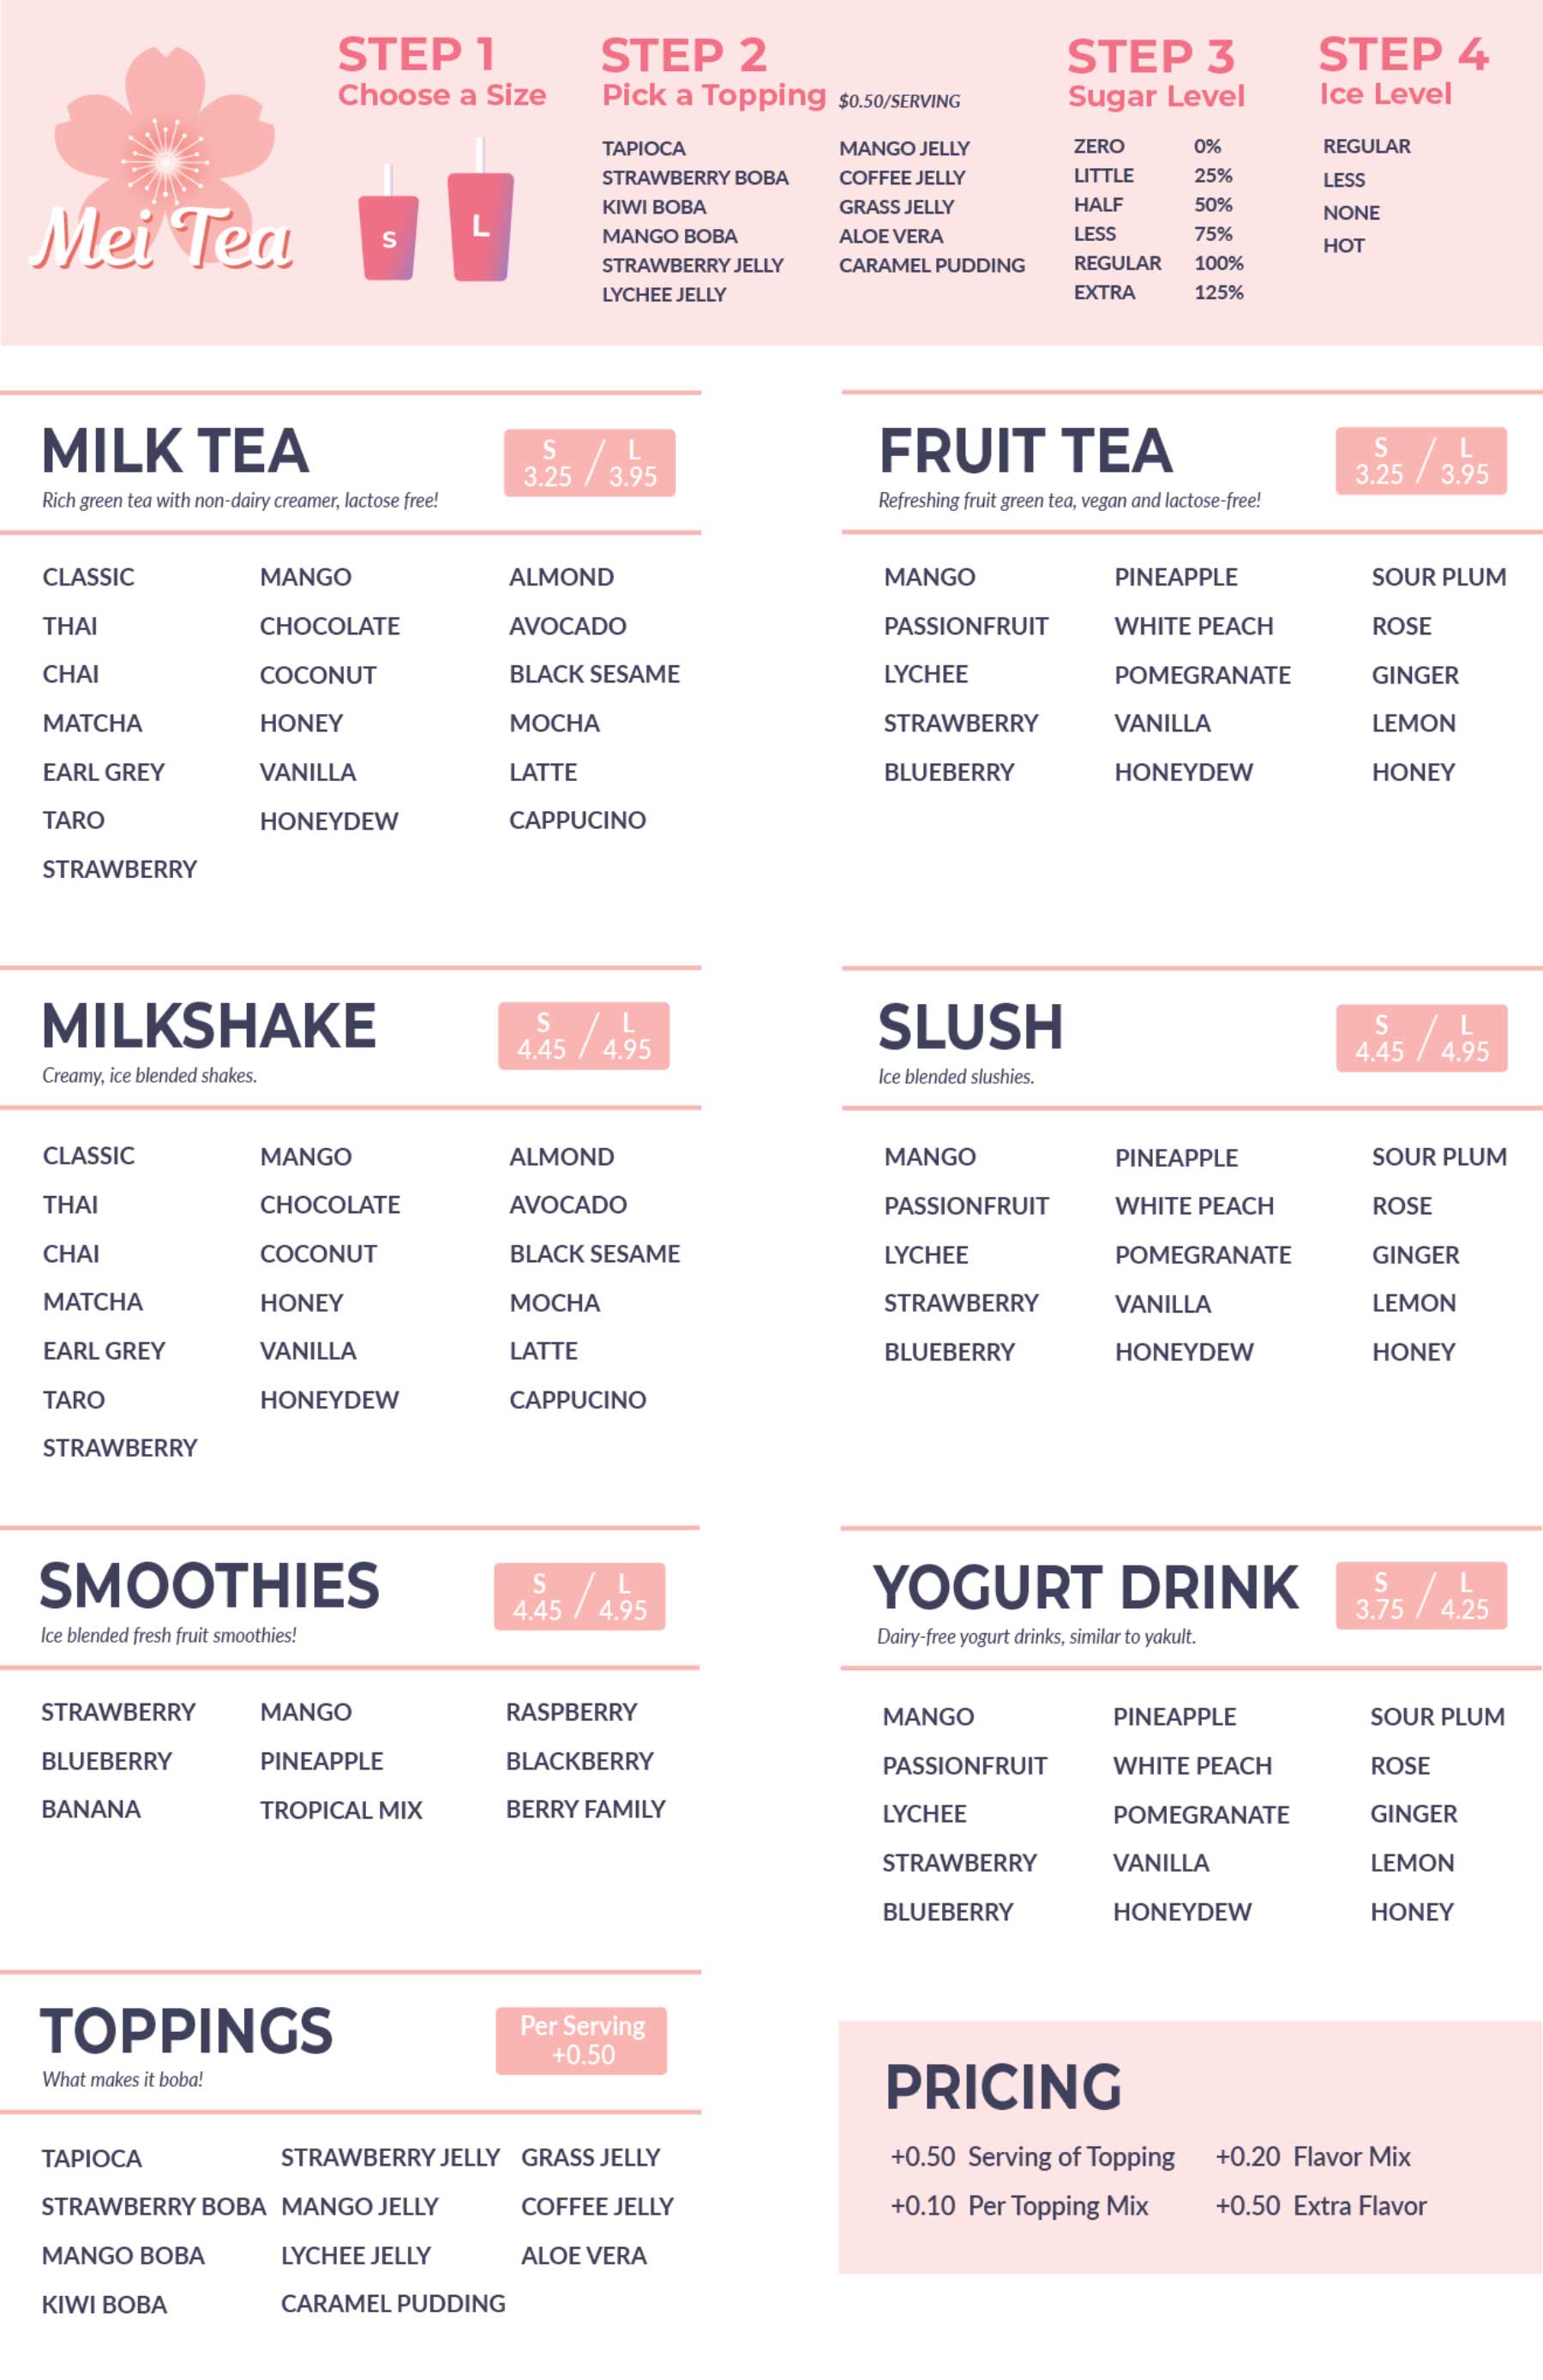 Mei Tea
STEP 1
Choose a Size
S
L
STEP 2
Pick a Topping $0.50/SERVING
TAPIOCA
STRAWBERRY BOBA
KIWI BOBA
MANGO BOBA
STRAWBERRY JELLY
LYCHEE JELLY
MANGO JELLY
COFFEE JELLY
GRASS JELLY
ALOE VERA
CARAMEL PUDDING
STEP 3
Sugar Level
ZERO 0%
LITTLE 25%
HALF 50%
LESS 75%
REGULAR 100%
EXTRA 125%
STEP 4
Ice Level
REGULAR
LESS
NONE
HOT
MILK TEA
Rich green tea with non-dairy creamer, lactose free!
S / L
3.25 / 3.95
CLASSIC
THAI
CHAI
MATCHA
EARL GREY
TARO
STRAWBERRY
MANGO
CHOCOLATE
COCONUT
HONEY
VANILLA
HONEYDEW
ALMOND
AVOCADO
BLACK SESAME
MOCHA
LATTE
CAPPUCINO
FRUIT TEA
Refreshing fruit green tea, vegan and lactose-free!
S / L
3.25 / 3.95
MANGO
PASSIONFRUIT
LYCHEE
STRAWBERRY
BLUEBERRY
PINEAPPLE
WHITE PEACH
POMEGRANATE
VANILLA
HONEYDEW
SOUR PLUM
ROSE
GINGER
LEMON
HONEY
MILKSHAKE
Creamy, ice blended shakes.
S / L
4.45 / 4.95
CLASSIC
THAI
CHAI
MATCHA
EARL GREY
TARO
STRAWBERRY
MANGO
CHOCOLATE
COCONUT
HONEY
VANILLA
HONEYDEW
ALMOND
AVOCADO
BLACK SESAME
MOCHA
LATTE
CAPPUCINO
SLUSH
Ice blended slushies.
S / L
4.45 / 4.95
MANGO
PASSIONFRUIT
LYCHEE
STRAWBERRY
BLUEBERRY
PINEAPPLE
WHITE PEACH
POMEGRANATE
VANILLA
HONEYDEW
SOUR PLUM
ROSE
GINGER
LEMON
HONEY
SMOOTHIES
Ice blended fresh fruit smoothies!
S / L
4.45 / 4.95
STRAWBERRY
BLUEBERRY
BANANA
MANGO
PINEAPPLE
TROPICAL MIX
RASPBERRY
BLACKBERRY
BERRY FAMILY
YOGURT DRINK
Dairy-free yogurt drinks, similar to yakult.
S / L
3.75 / 4.25
MANGO
PASSIONFRUIT
LYCHEE
STRAWBERRY
BLUEBERRY
PINEAPPLE
WHITE PEACH
POMEGRANATE
VANILLA
HONEYDEW
SOUR PLUM
ROSE
GINGER
LEMON
HONEY
TOPPINGS
What makes it boba!
Per Serving
+0.50
TAPIOCA
STRAWBERRY BOBA
MANGO BOBA
KIWI BOBA
STRAWBERRY JELLY
MANGO JELLY
LYCHEE JELLY
CARAMEL PUDDING
GRASS JELLY
COFFEE JELLY
ALOE VERA
PRICING
+0.50 Serving of Topping
+0.10 Per Topping Mix
+0.20 Flavor Mix
+0.50 Extra Flavor